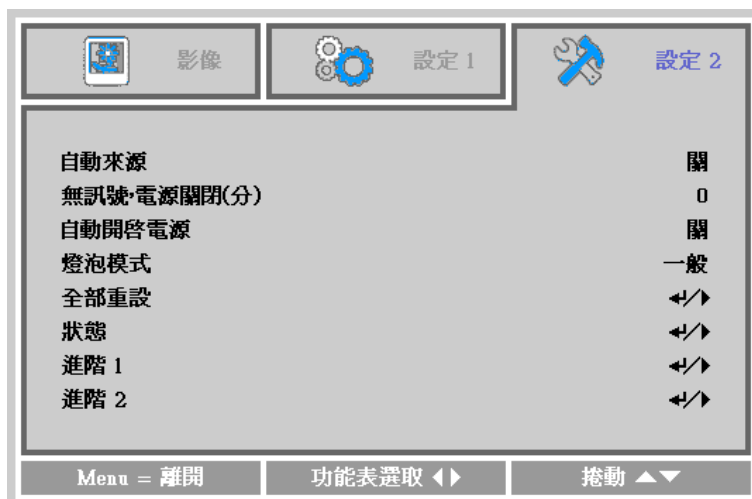 影像 設定 1 設定 2
自動來源 關
無訊號,電源關閉(分) 0
自動開啓電源 關
燈泡模式 一般
全部重設 ↵/▶
狀態 ↵/▶
進階 1 ↵/▶
進階 2 ↵/▶
Menu = 離開 功能表選取 ◀▶ 捲動 ▲▼